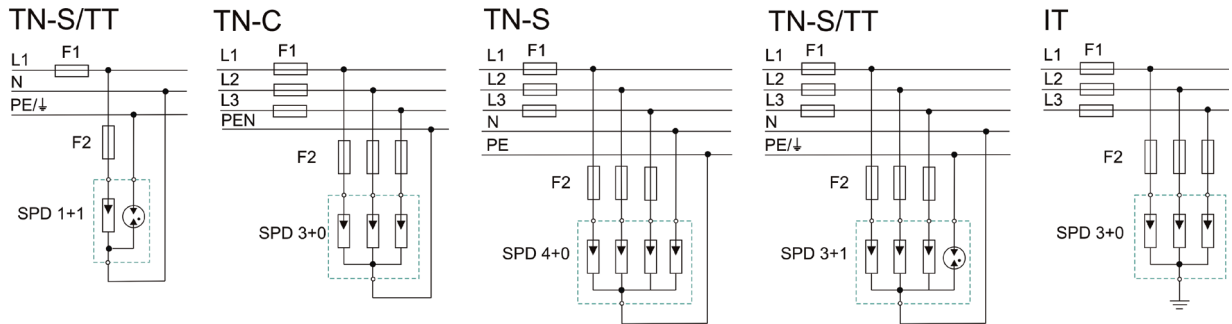 TN-S/TT
L1
F1
N
PE/⏚
F2
SPD 1+1
TN-C
L1
F1
L2
L3
PEN
F2
SPD 3+0
TN-S
L1
F1
L2
L3
N
PE
F2
SPD 4+0
TN-S/TT
L1
F1
L2
L3
N
PE/⏚
F2
SPD 3+1
IT
L1
F1
L2
L3
F2
SPD 3+0